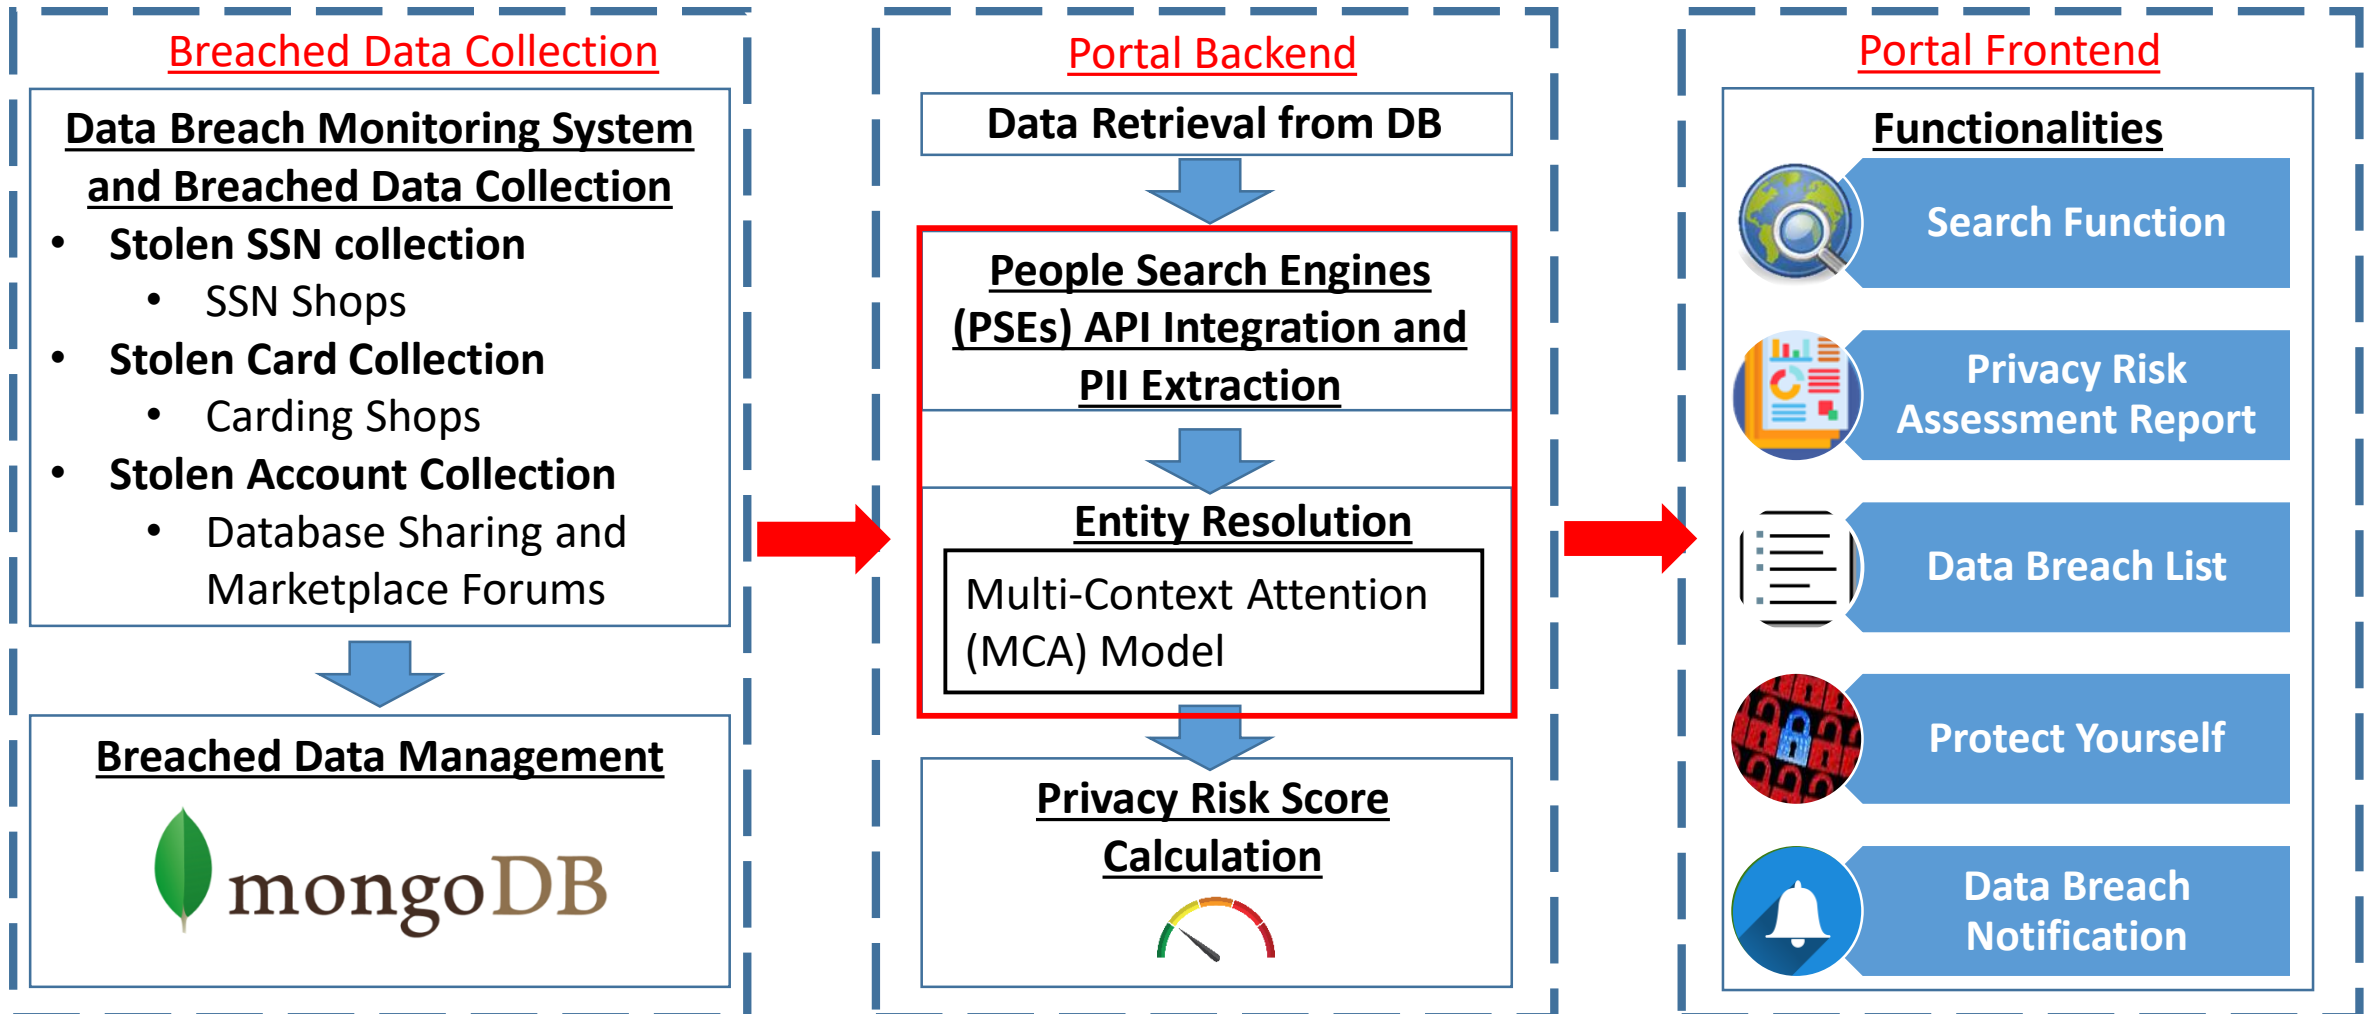 Breached Data Collection
Data Breach Monitoring System
and Breached Data Collection
• Stolen SSN collection
• SSN Shops
• Stolen Card Collection
• Carding Shops
• Stolen Account Collection
• Database Sharing and
Marketplace Forums
Breached Data Management
mongoDB
Portal Backend
Data Retrieval from DB
People Search Engines
(PSEs) API Integration and
PII Extraction
Entity Resolution
Multi-Context Attention
(MCA) Model
Privacy Risk Score
Calculation
Portal Frontend
Functionalities
Search Function
Privacy Risk
Assessment Report
Data Breach List
Protect Yourself
Data Breach
Notification